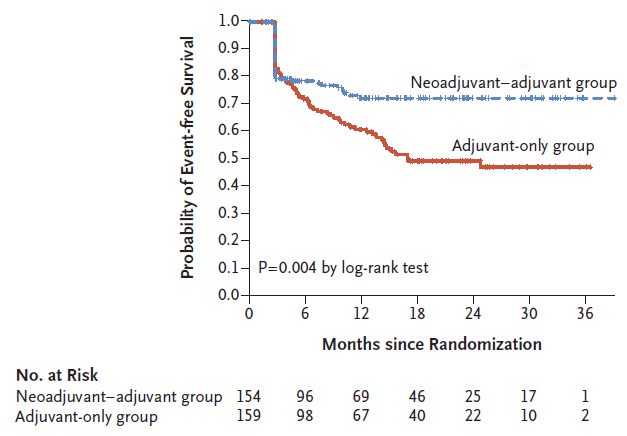 1.0
0.9
0.8
0.7
0.6
0.5
0.4
0.3
0.2
0.1
0.0
Probability of Event-free Survival
Neoadjuvant–adjuvant group
Adjuvant-only group
P=0.004 by log-rank test
0 6 12 18 24 30 36
Months since Randomization
No. at Risk
Neoadjuvant–adjuvant group 154 96 69 46 25 17 1
Adjuvant-only group 159 98 67 40 22 10 2